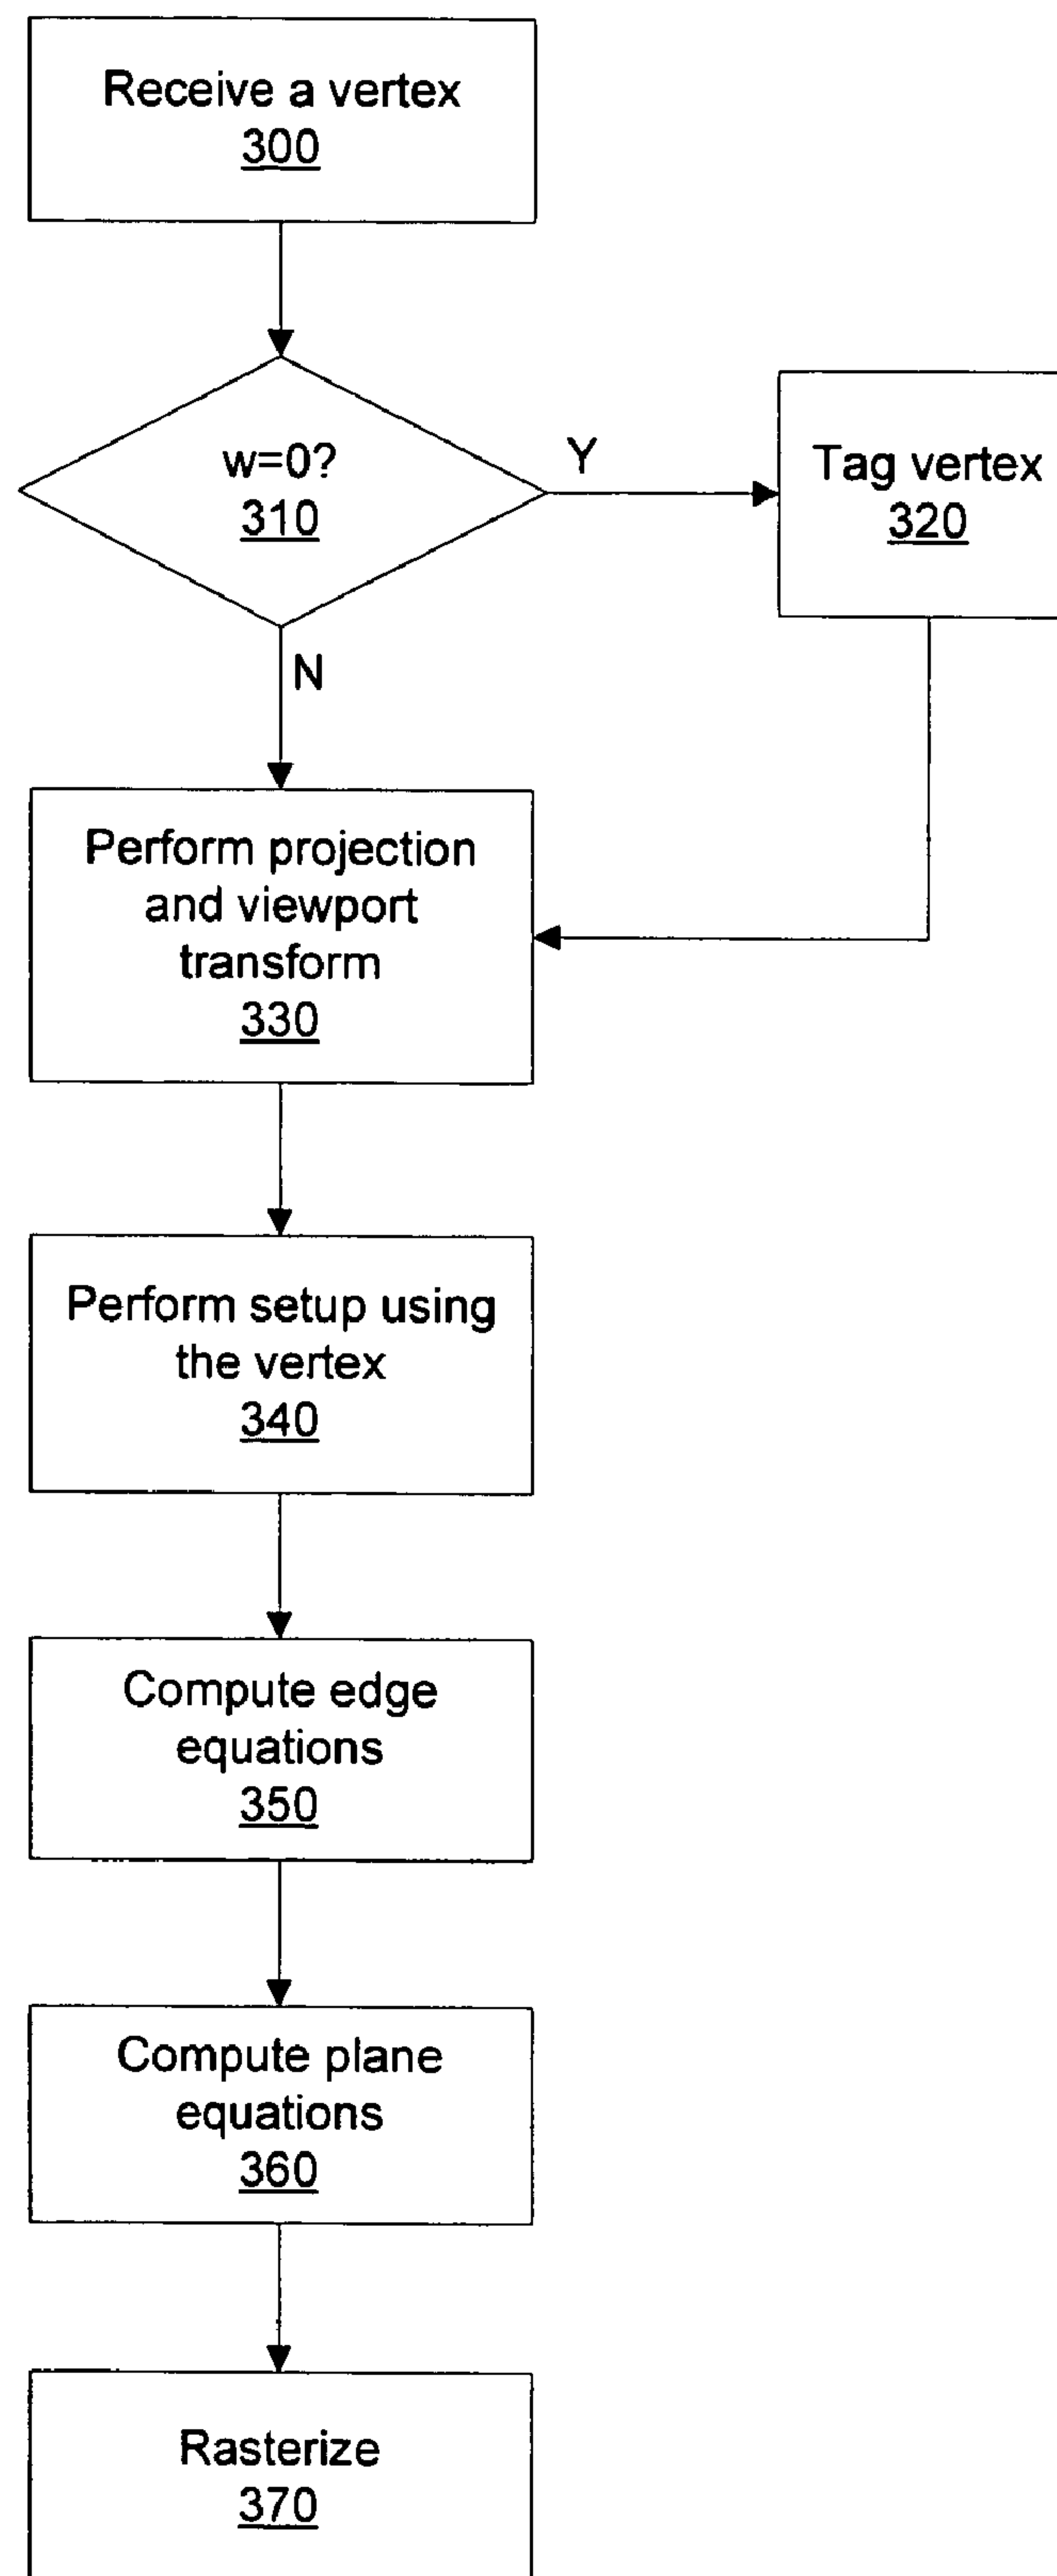 Receive a vertex
300
w=0?
310
Y
Tag vertex
320
N
Perform projection
and viewport
transform
330
Perform setup using
the vertex
340
Compute edge
equations
350
Compute plane
equations
360
Rasterize
370